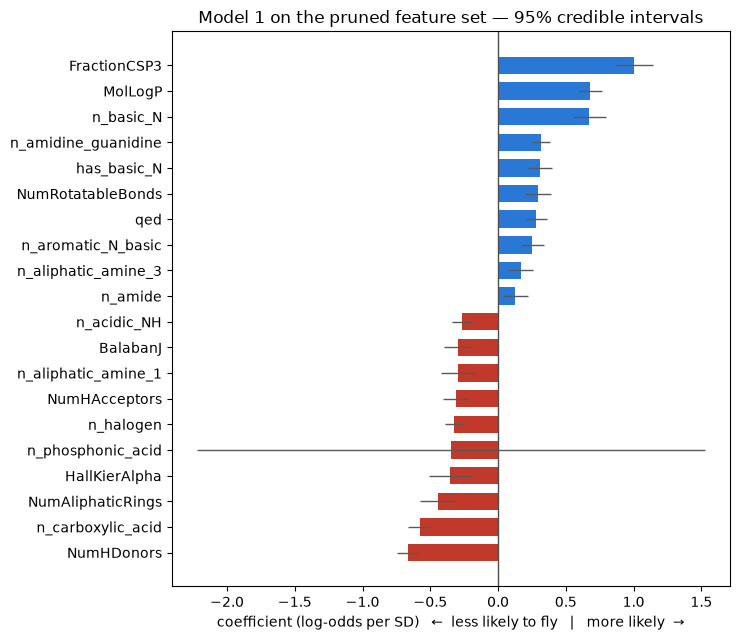 Model 1 on the pruned feature set — 95% credible intervals
FractionCSP3
MolLogP
n_basic_N
n_amidine_guanidine
has_basic_N
NumRotatableBonds
qed
n_aromatic_N_basic
n_aliphatic_amine_3
n_amide
n_acidic_NH
BalabanJ
n_aliphatic_amine_1
NumHAcceptors
n_halogen
n_phosphonic_acid
HallKierAlpha
NumAliphaticRings
n_carboxylic_acid
NumHDonors
−2.0 −1.5 −1.0 −0.5 0.0 0.5 1.0 1.5
coefficient (log-odds per SD) ← less likely to fly | more likely →